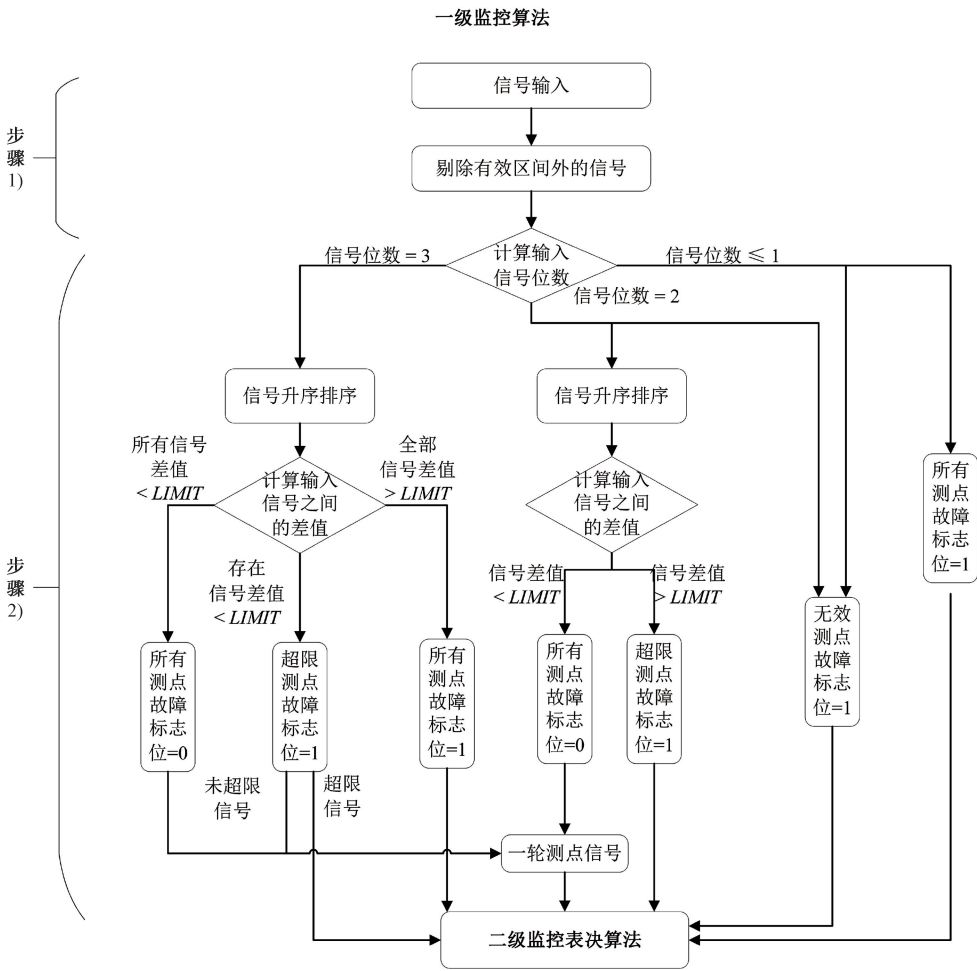 一级监控算法
步
骤
1)
信号输入
剔除有效区间外的信号
计算输入
信号位数
信号位数 = 3
信号位数 ≤ 1
信号位数 = 2
步
骤
2)
信号升序排序
信号升序排序
所有信号
差值
< LIMIT
计算输入
信号之间
的差值
全部
信号差值
> LIMIT
计算输入
信号之间
的差值
存在
信号差值
< LIMIT
信号差值
< LIMIT
信号差值
> LIMIT
所有
测点
故障
标志
位=1
无效
测点
故障
标志
位=1
所有
测点
故障
标志
位=0
超限
测点
故障
标志
位=1
所有
测点
故障
标志
位=1
所有
测点
故障
标志
位=0
超限
测点
故障
标志
位=1
未超限
信号
超限
信号
一轮测点信号
二级监控表决算法